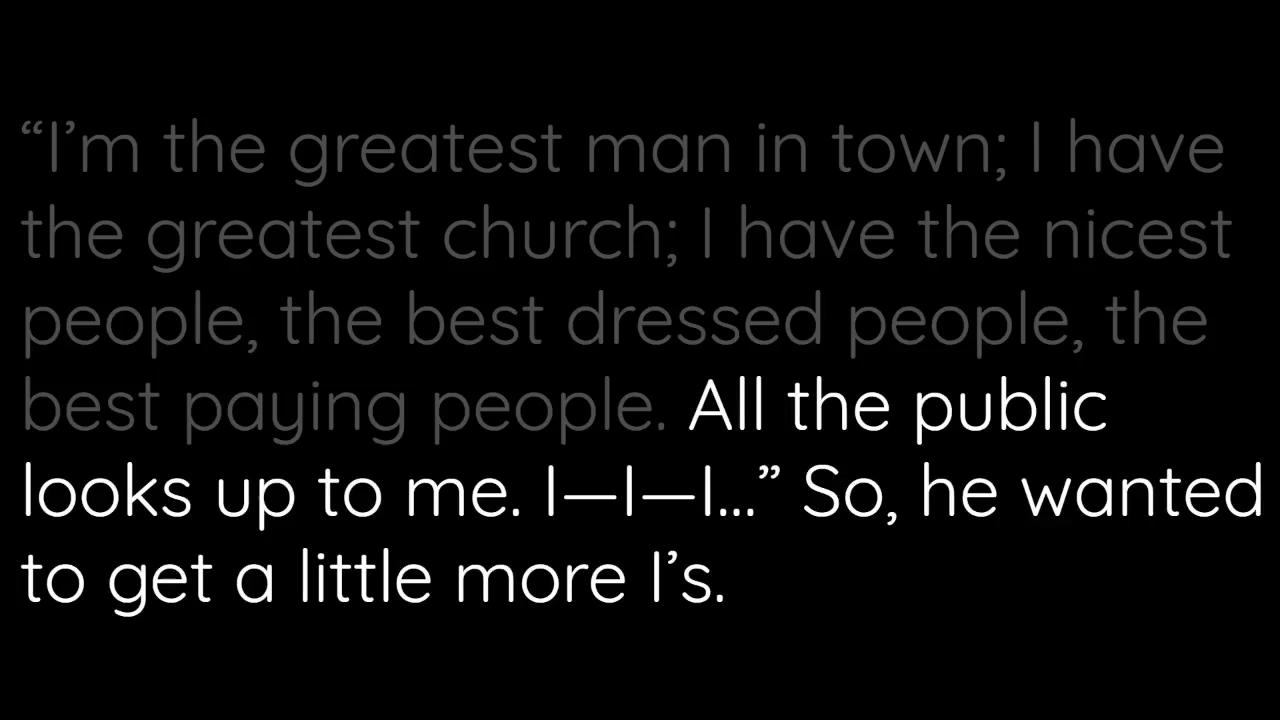 “I’m the greatest man in town; I have
the greatest church; I have the nicest
people, the best dressed people, the
best paying people. All the public
looks up to me. I—I—I...” So, he wanted
to get a little more I’s.